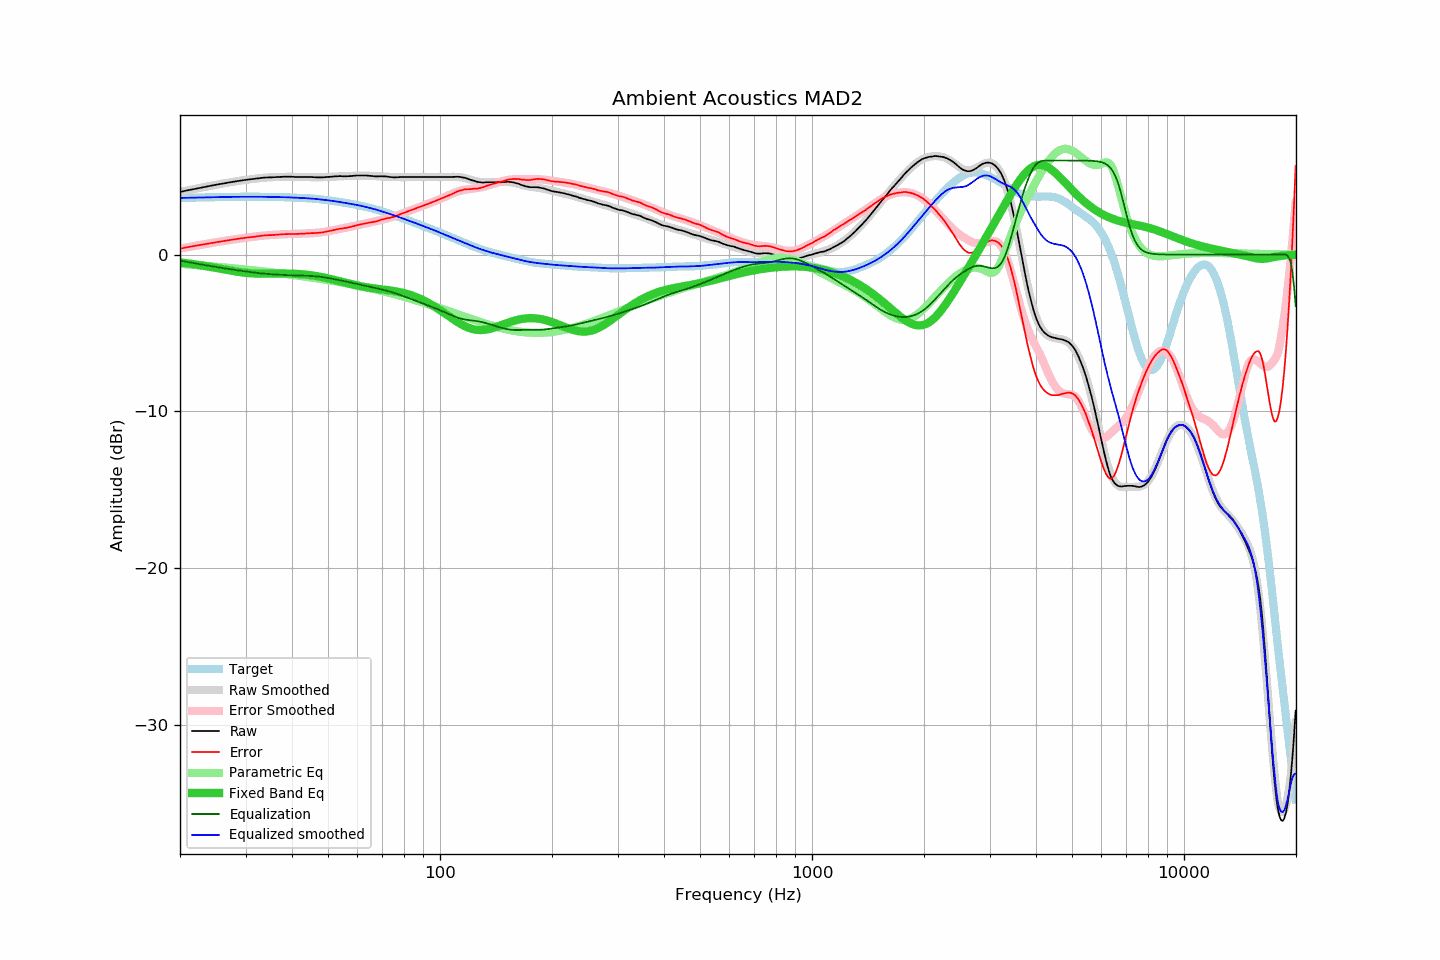 Ambient Acoustics MAD2
0
−10
−20
−30
Amplitude (dBr)
100
1000
10000
Frequency (Hz)
Target
Raw Smoothed
Error Smoothed
Raw
Error
Parametric Eq
Fixed Band Eq
Equalization
Equalized smoothed